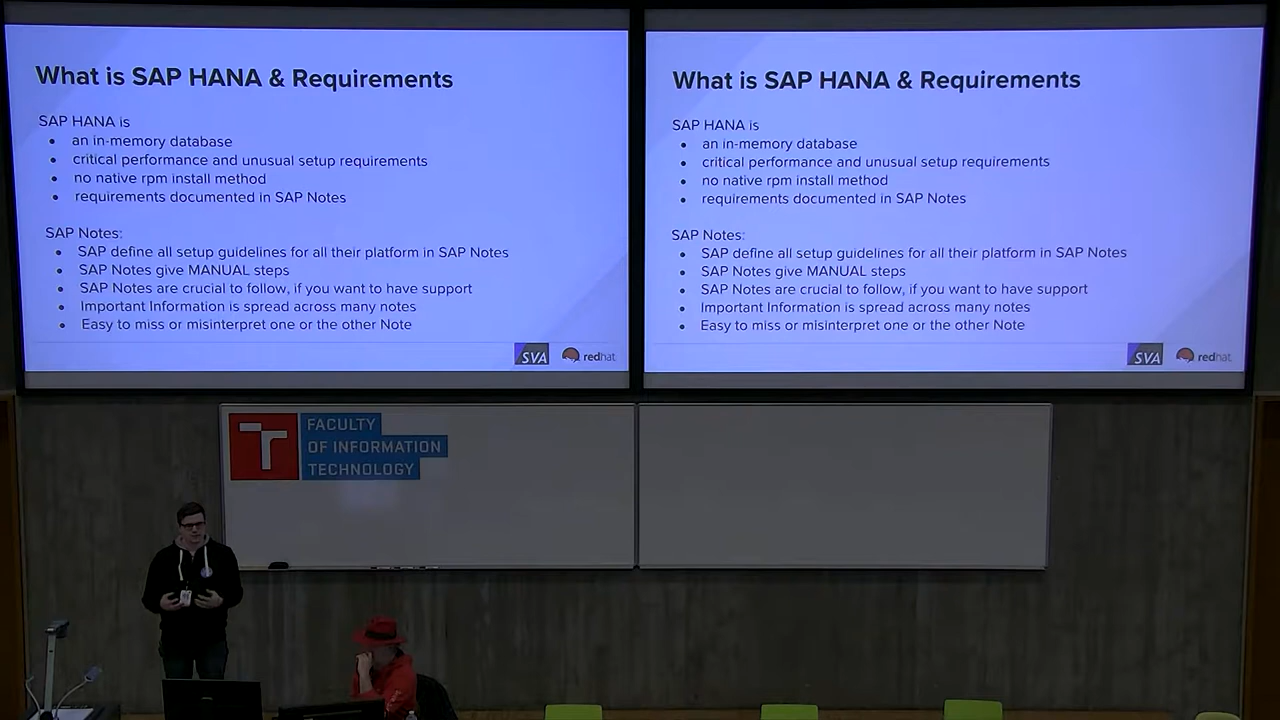 What is SAP HANA & Requirements
SAP HANA is
• an in-memory database
• critical performance and unusual setup requirements
• no native rpm install method
• requirements documented in SAP Notes
SAP Notes:
• SAP define all setup guidelines for all their platform in SAP Notes
• SAP Notes give MANUAL steps
• SAP Notes are crucial to follow, if you want to have support
• Important Information is spread across many notes
• Easy to miss or misinterpret one or the other Note
SVA redhat
What is SAP HANA & Requirements
SAP HANA is
• an in-memory database
• critical performance and unusual setup requirements
• no native rpm install method
• requirements documented in SAP Notes
SAP Notes:
• SAP define all setup guidelines for all their platform in SAP Notes
• SAP Notes give MANUAL steps
• SAP Notes are crucial to follow, if you want to have support
• Important Information is spread across many notes
• Easy to miss or misinterpret one or the other Note
SVA redhat
FACULTY
OF INFORMATION
TECHNOLOGY